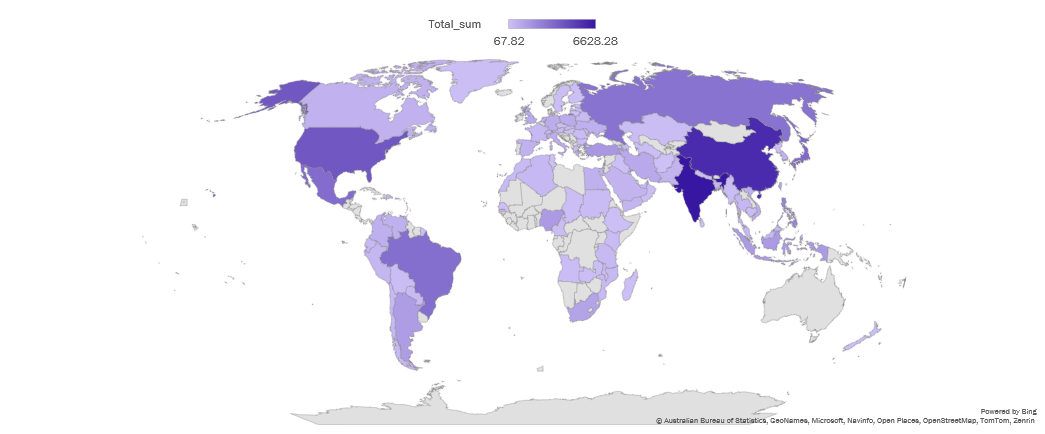 Total_sum
67.82 6628.28
Powered by Bing
© Australian Bureau of Statistics, GeoNames, Microsoft, Navinfo, Open Places, OpenStreetMap, TomTom, Zenrin